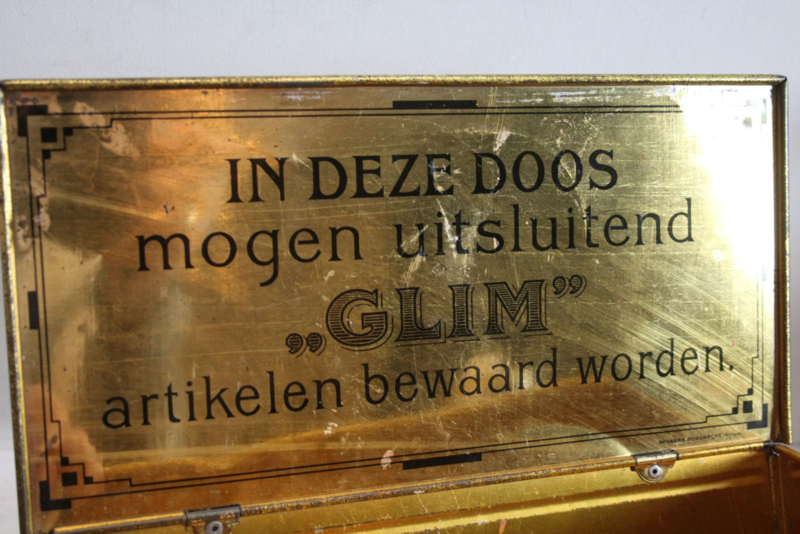 IN DEZE DOOS
mogen uitsluitend
„GLIM”
artikelen bewaard worden.